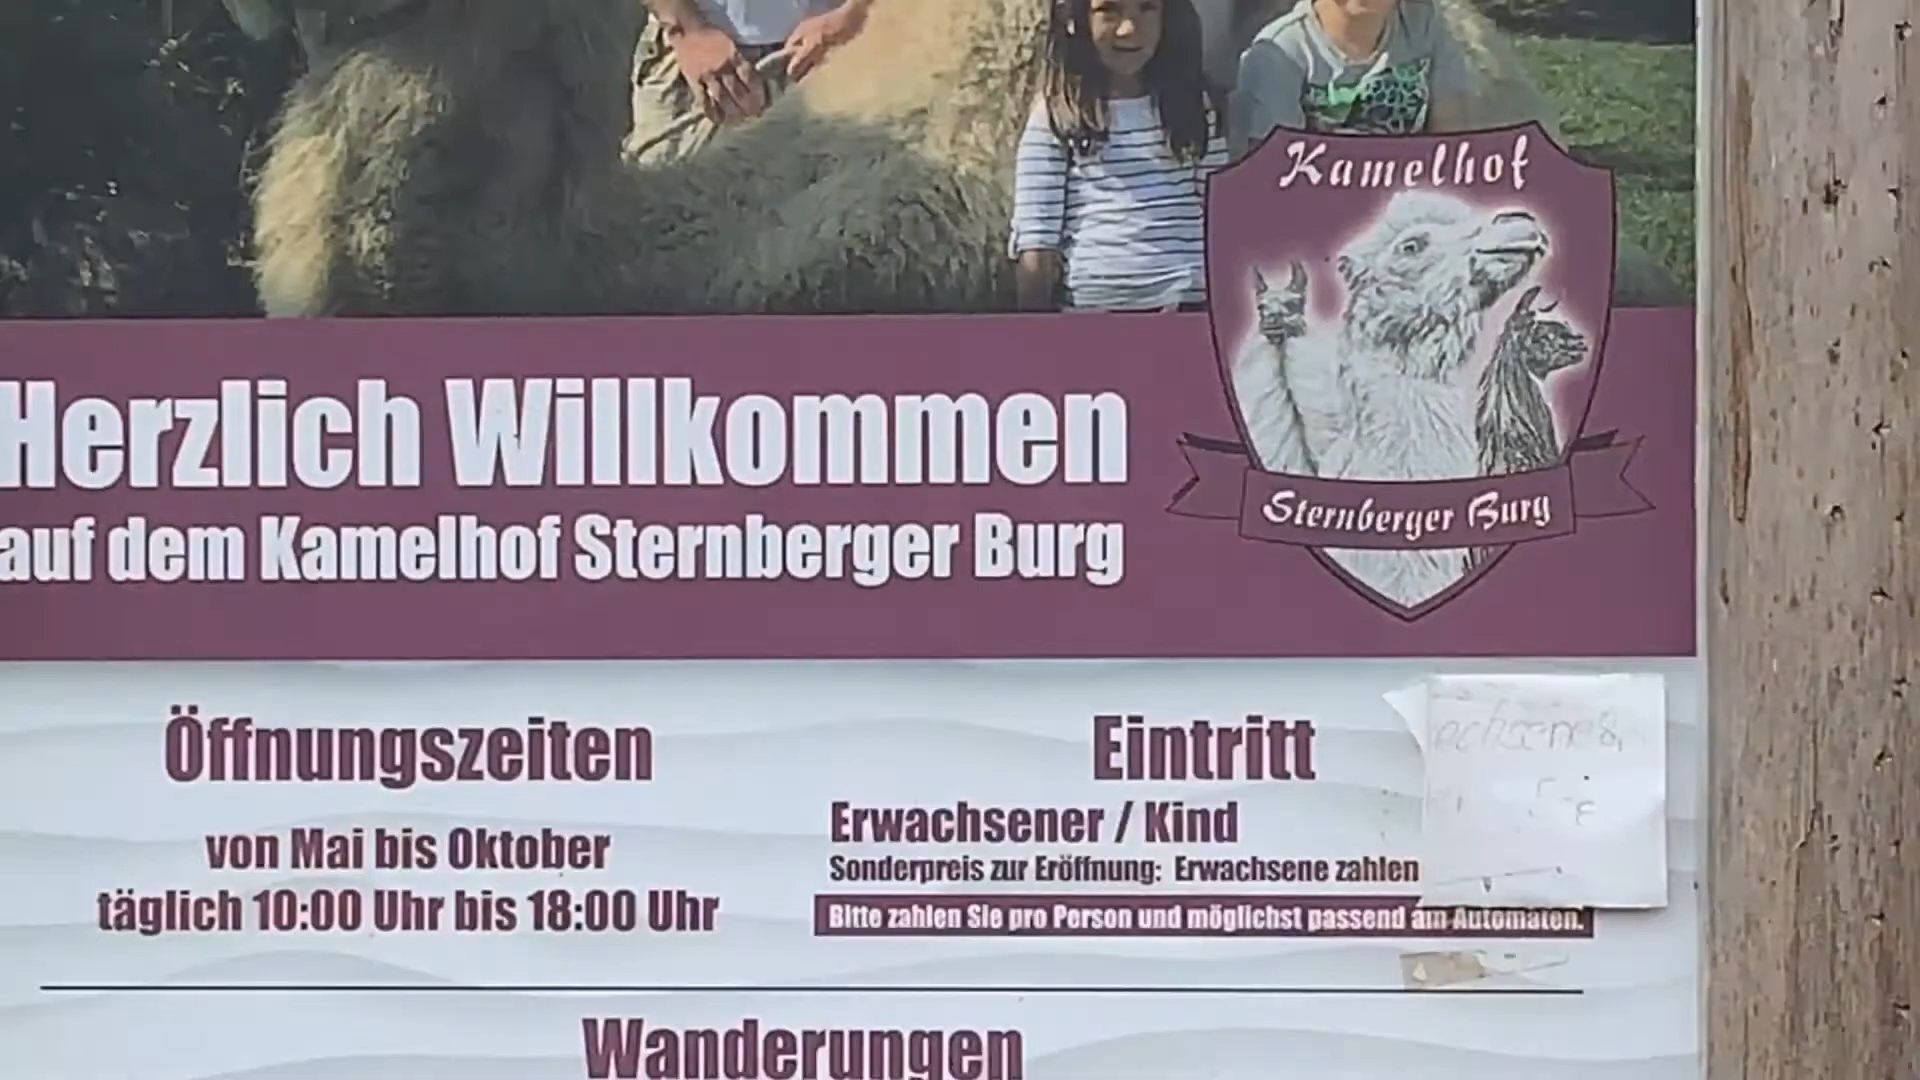 Kamelhof
Sternberger Burg
Herzlich Willkommen
auf dem Kamelhof Sternberger Burg
Öffnungszeiten
von Mai bis Oktober
täglich 10:00 Uhr bis 18:00 Uhr
Eintritt
Erwachsener / Kind
Sonderpreis zur Eröffnung: Erwachsene zahlen
Bitte zahlen Sie pro Person und möglichst passend am Automaten.
Wanderungen